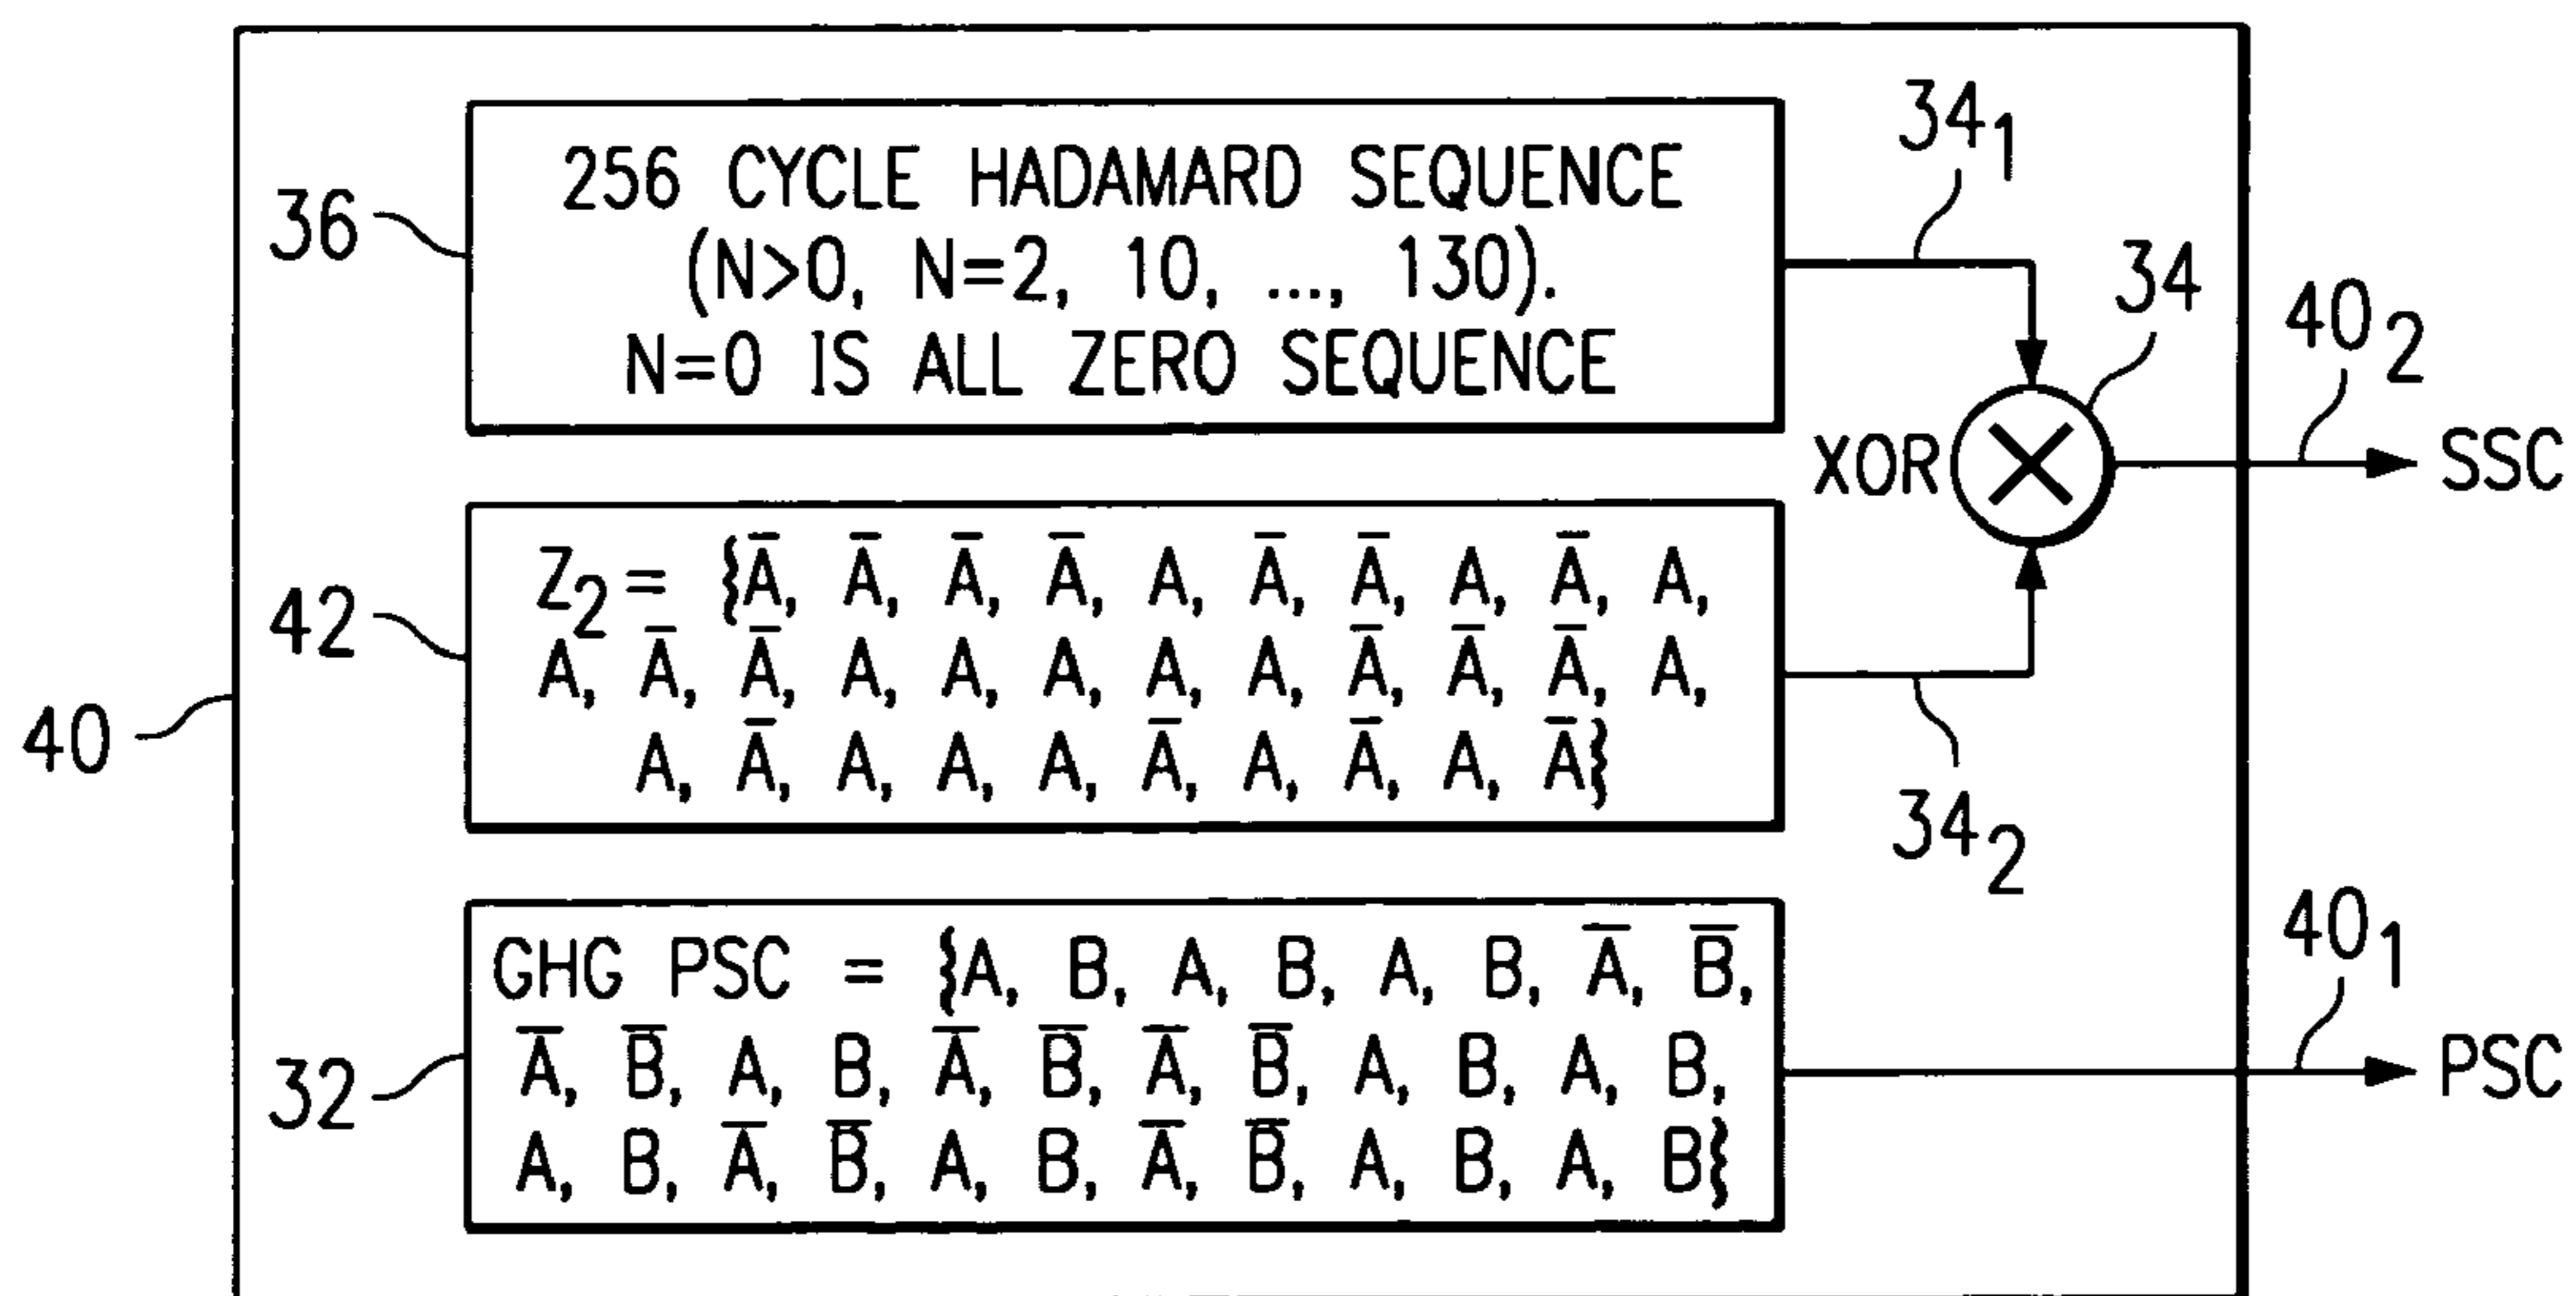 34₁
256 CYCLE HADAMARD SEQUENCE
(N>0, N=2, 10, ..., 130).
N=0 IS ALL ZERO SEQUENCE
36
34
40₂
XOR
SSC
Z₂ = {A̅, A̅, A̅, A̅, A, A̅, A̅, A, A̅, A,
A, A̅, A̅, A, A, A, A, A, A̅, A̅, A̅, A,
A, A̅, A, A, A, A̅, A, A̅, A, A̅}
42
40
34₂
GHG PSC = {A, B, A, B, A, B, A̅, B̅,
A̅, B̅, A, B, A̅, B̅, A̅, B̅, A, B, A, B,
A, B, A̅, B̅, A, B, A̅, B̅, A, B, A, B}
32
40₁
PSC